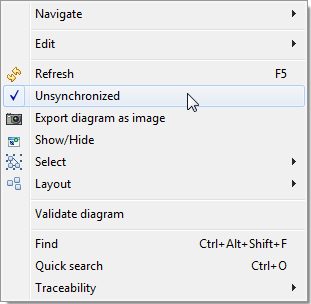 Navigate
Edit
Refresh F5
Unsynchronized
Export diagram as image
Show/Hide
Select
Layout
Validate diagram
Find Ctrl+Alt+Shift+F
Quick search Ctrl+O
Traceability